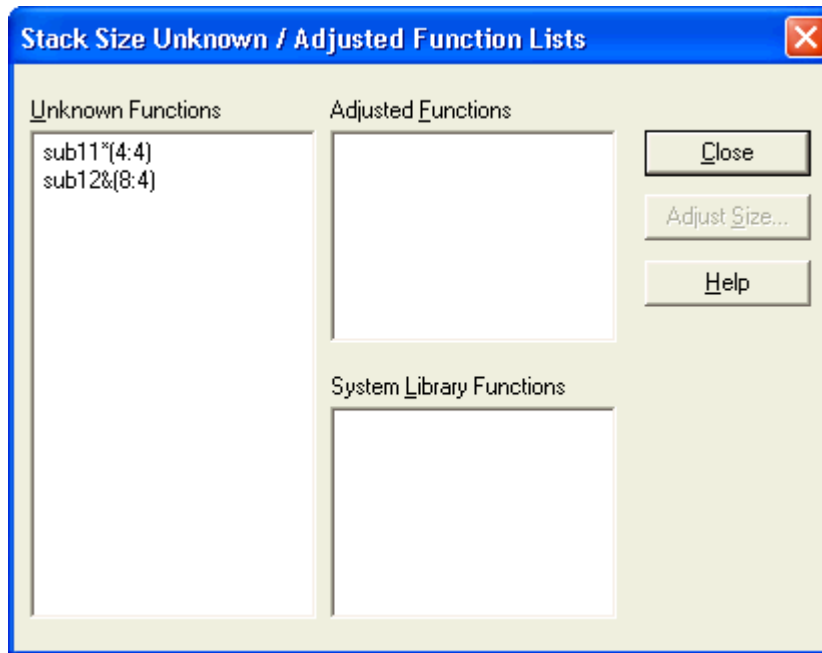 Stack Size Unknown / Adjusted Function Lists
Unknown Functions
sub11*(4:4)
sub12&(8:4)
Adjusted Functions
System Library Functions
Close
Adjust Size...
Help